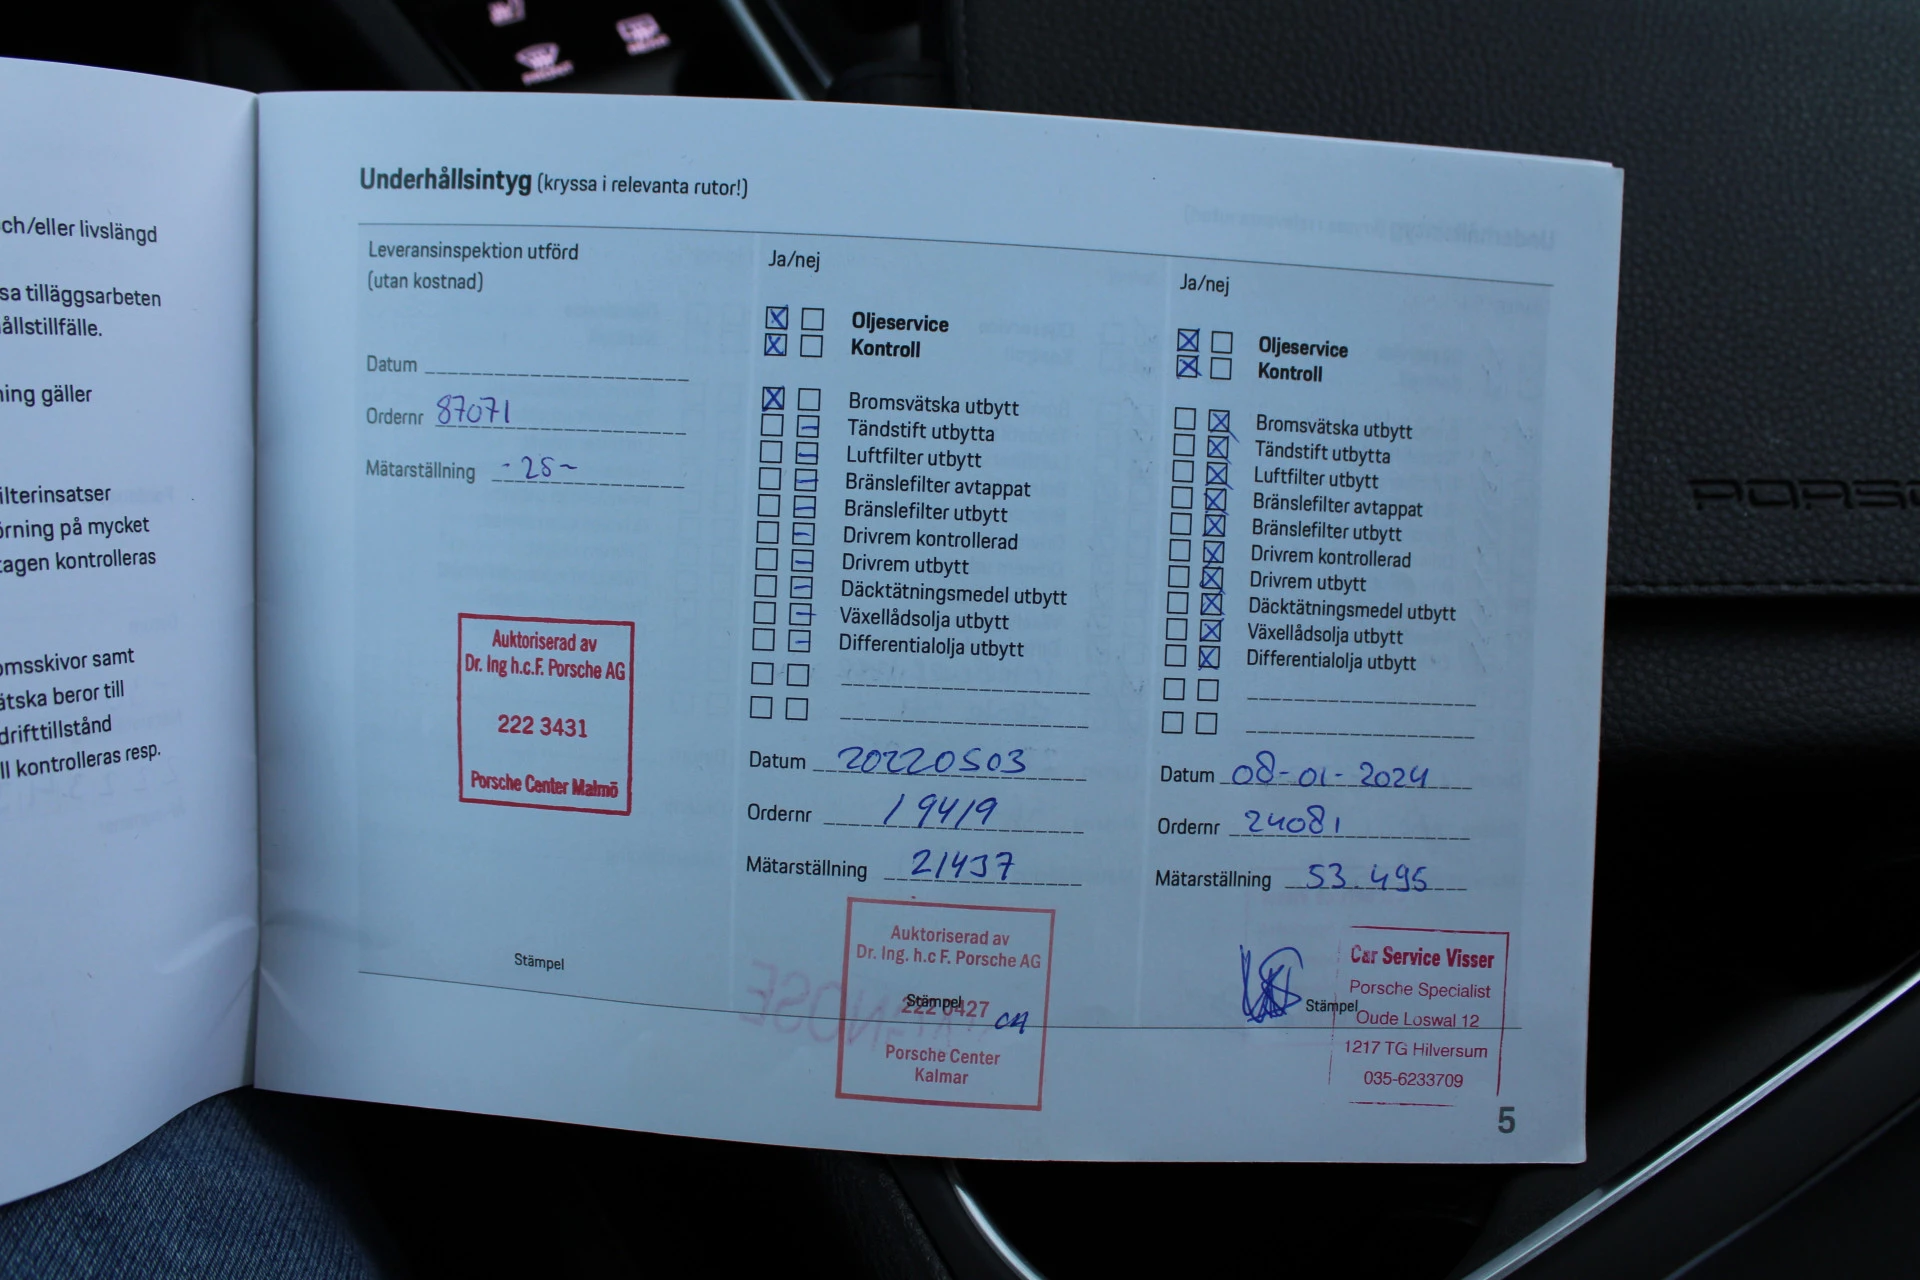 ch/eller livslängd
sa tilläggsarbeten
ållstillfälle.
ning gäller
ilterinsatser
örning på mycket
tagen kontrolleras
omsskivor samt
ätska beror till
drifttillstånd
ll kontrolleras resp.
Underhållsintyg (kryssa i relevanta rutor!)
Leveransinspektion utförd
(utan kostnad)
Datum
Ordernr 87071
Mätarställning -28-
Auktoriserad av
Dr. Ing h.c.F. Porsche AG
222 3431
Porsche Center Malmö
Stämpel
Ja/nej
Oljeservice
Kontroll
Bromsvätska utbytt
Tändstift utbytta
Luftfilter utbytt
Bränslefilter avtappat
Bränslefilter utbytt
Drivrem kontrollerad
Drivrem utbytt
Däcktätningsmedel utbytt
Växellådsolja utbytt
Differentialolja utbytt
Datum 20220503
Ordernr 19419
Mätarställning 21437
Auktoriserad av
Dr. Ing. h.c F. Porsche AG
Stämpel
222 0427
Porsche Center
Kalmar
Ja/nej
Oljeservice
Kontroll
Bromsvätska utbytt
Tändstift utbytta
Luftfilter utbytt
Bränslefilter avtappat
Bränslefilter utbytt
Drivrem kontrollerad
Drivrem utbytt
Däcktätningsmedel utbytt
Växellådsolja utbytt
Differentialolja utbytt
Datum 08-01-2024
Ordernr 24081
Mätarställning 53.495
Stämpel
Car Service Visser
Porsche Specialist
Oude Loswal 12
1217 TG Hilversum
035-6233709
5